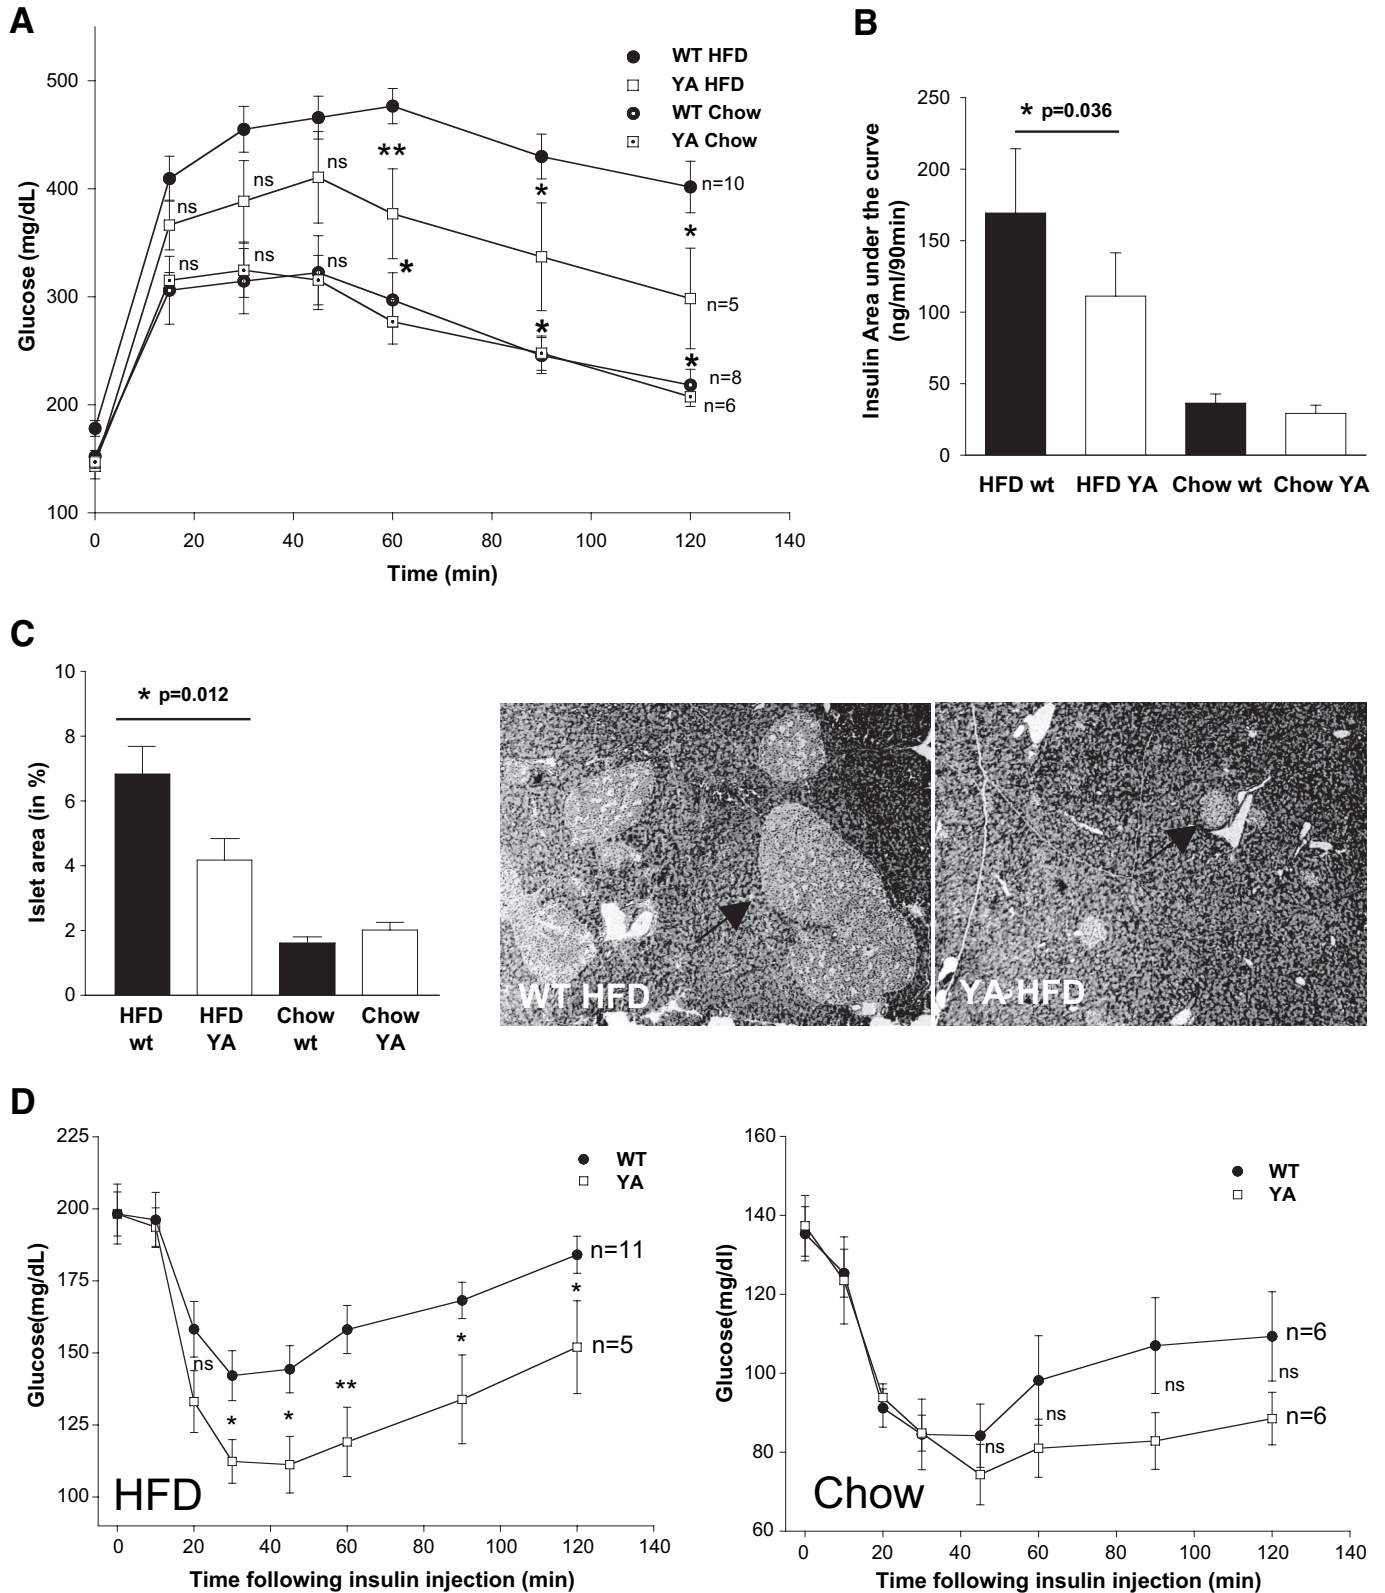 A
WT HFD
YA HFD
WT Chow
YA Chow
500
400
300
200
100
Glucose (mg/dL)
ns
ns
ns
**
*
*
n=10
n=5
ns
ns
ns
*
*
*
n=8
n=6
0
20
40
60
80
100
120
140
Time (min)
B
* p=0.036
250
200
150
100
50
0
Insulin Area under the curve
(ng/ml/90min)
HFD wt
HFD YA
Chow wt
Chow YA
C
* p=0.012
10
8
6
4
2
0
Islet area (in %)
HFD
wt
HFD
YA
Chow
wt
Chow
YA
WT HFD
YA HFD
D
225
200
175
150
125
100
Glucose(mg/dL)
WT
YA
n=11
n=5
ns
*
*
**
*
*
HFD
0
20
40
60
80
100
120
140
Time following insulin injection (min)
160
140
120
100
80
60
Glucose(mg/dl)
WT
YA
n=6
n=6
ns
ns
ns
ns
Chow
0
20
40
60
80
100
120
140
Time following insulin injection (min)